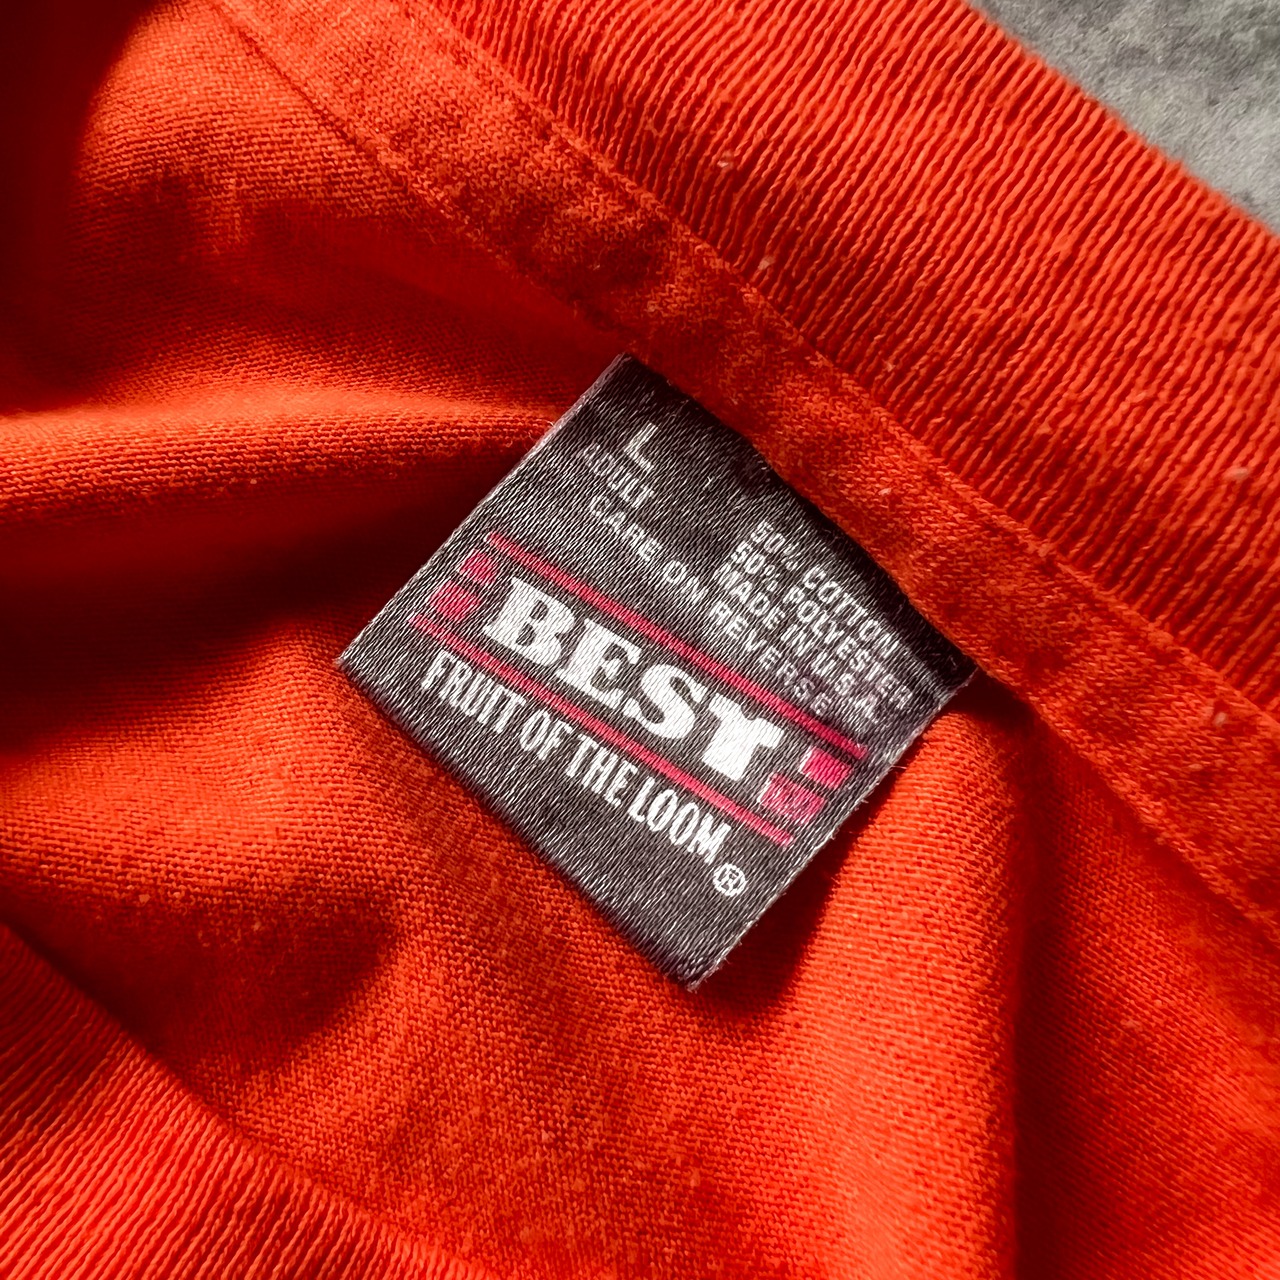 L
ADULT
CARE ON REVERSE
50% COTTON
50% POLYESTER
MADE IN U.S.A.
BEST
FRUIT OF THE LOOM®